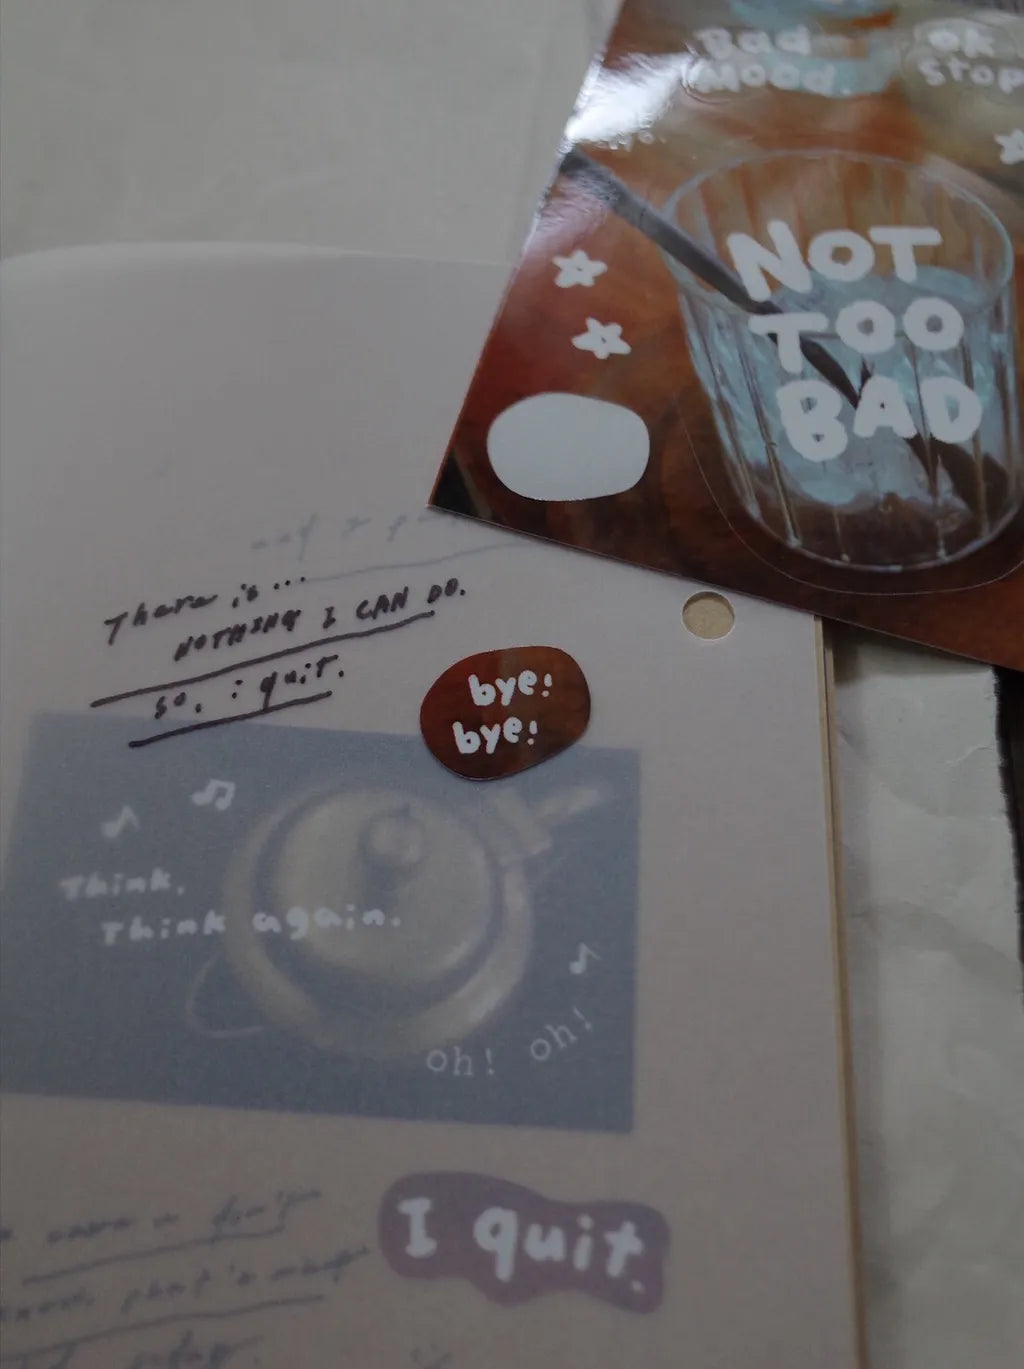 Bad
Mood.
ok
Stop
NOT
TOO
BAD
There is...
NOTHING I CAN DO.
so, i quit.
bye!
bye!
Think,
Think again.
oh! oh!
I quit.